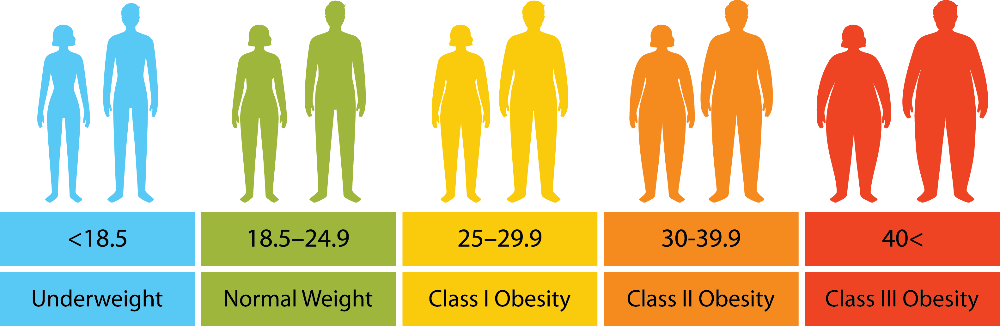 <18.5
18.5–24.9
25–29.9
30-39.9
40<
Underweight
Normal Weight
Class I Obesity
Class II Obesity
Class III Obesity